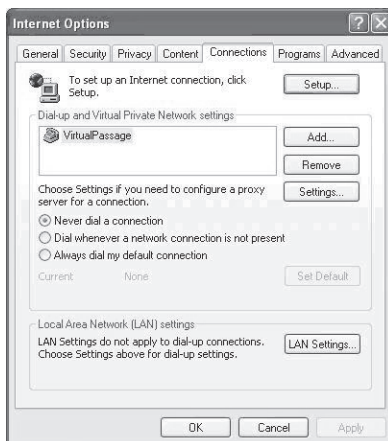 Internet Options
General Security Privacy Content Connections Programs Advanced
To set up an Internet connection, click
Setup.
Setup...
Dial-up and Virtual Private Network settings
VirtualPassage
Add...
Remove
Choose Settings if you need to configure a proxy
server for a connection.
Settings...
Never dial a connection
Dial whenever a network connection is not present
Always dial my default connection
Current None
Set Default
Local Area Network (LAN) settings
LAN Settings do not apply to dial-up connections.
Choose Settings above for dial-up settings.
LAN Settings...
OK Cancel Apply